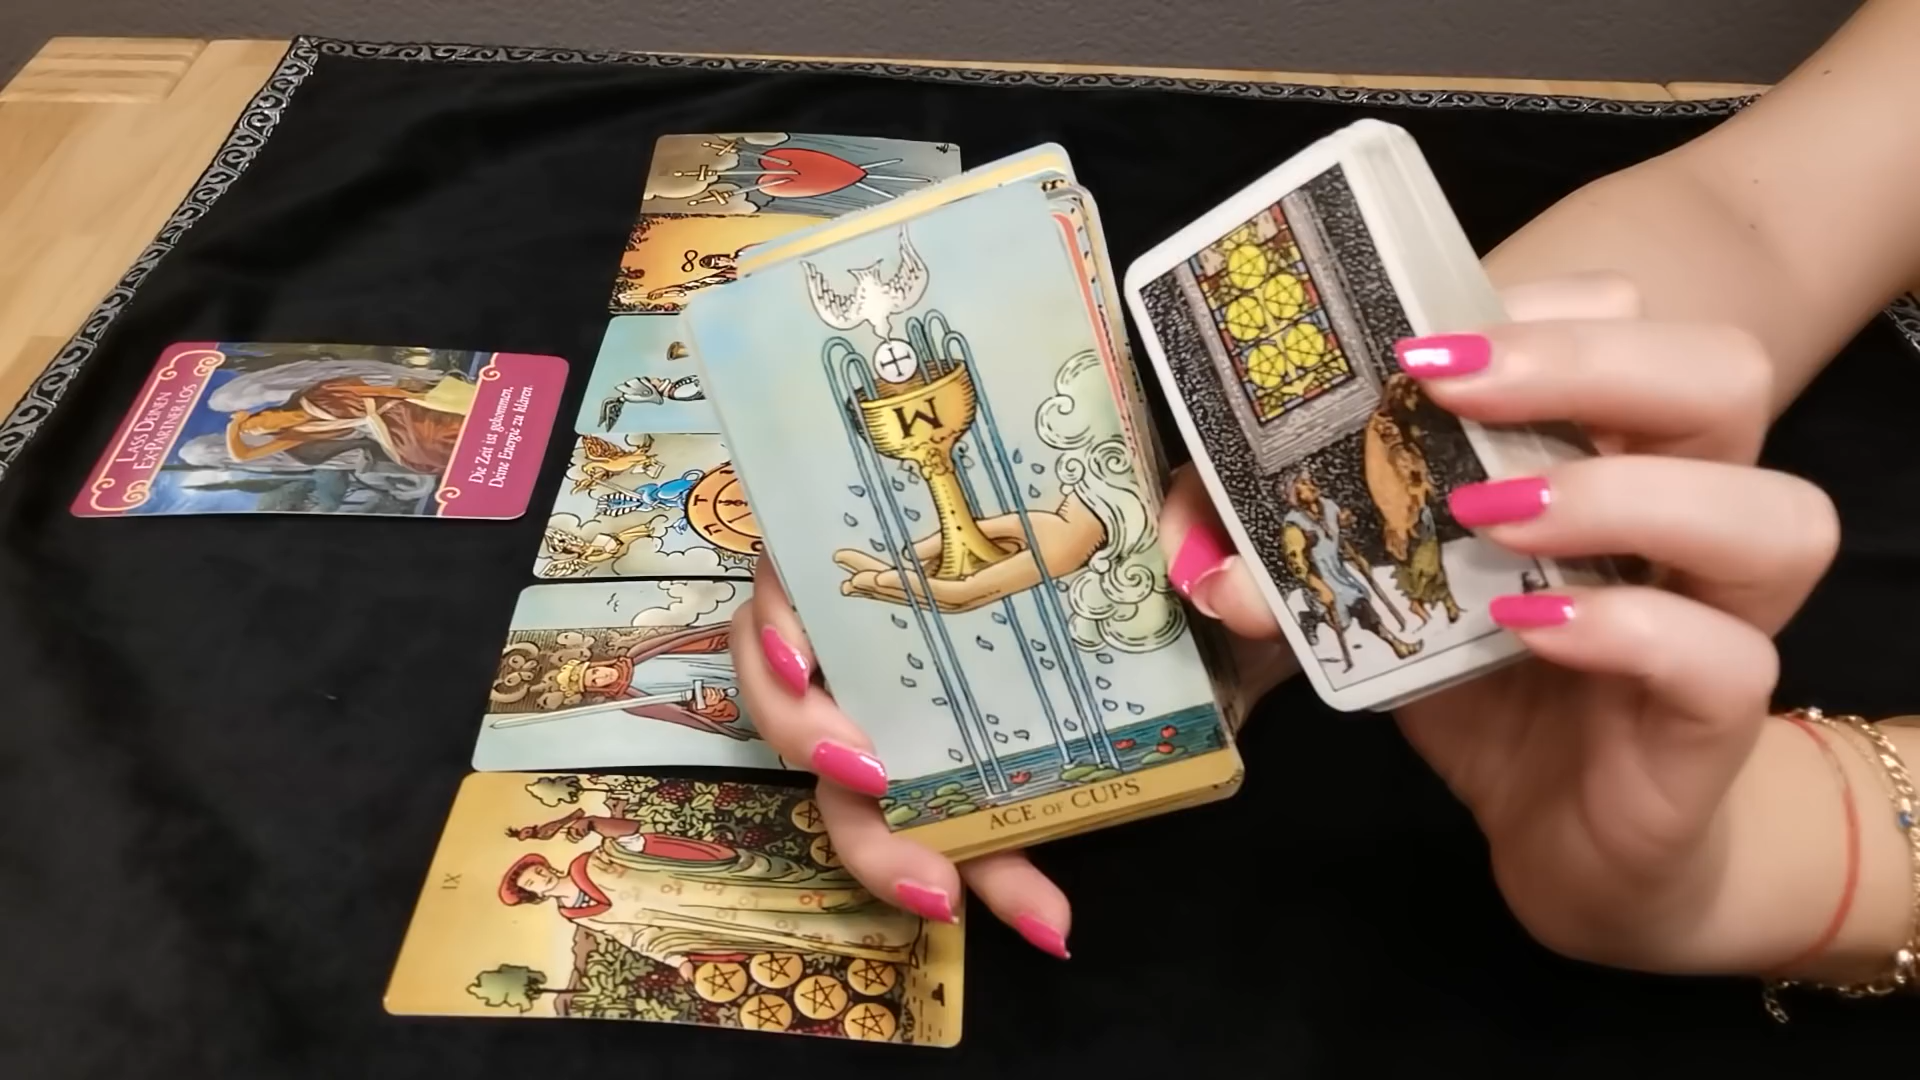 LASS DEINEN
EX-PARTNER LOS
Die Zeit ist gekommen,
Deine Energie zu klären.
ACE OF CUPS
IX